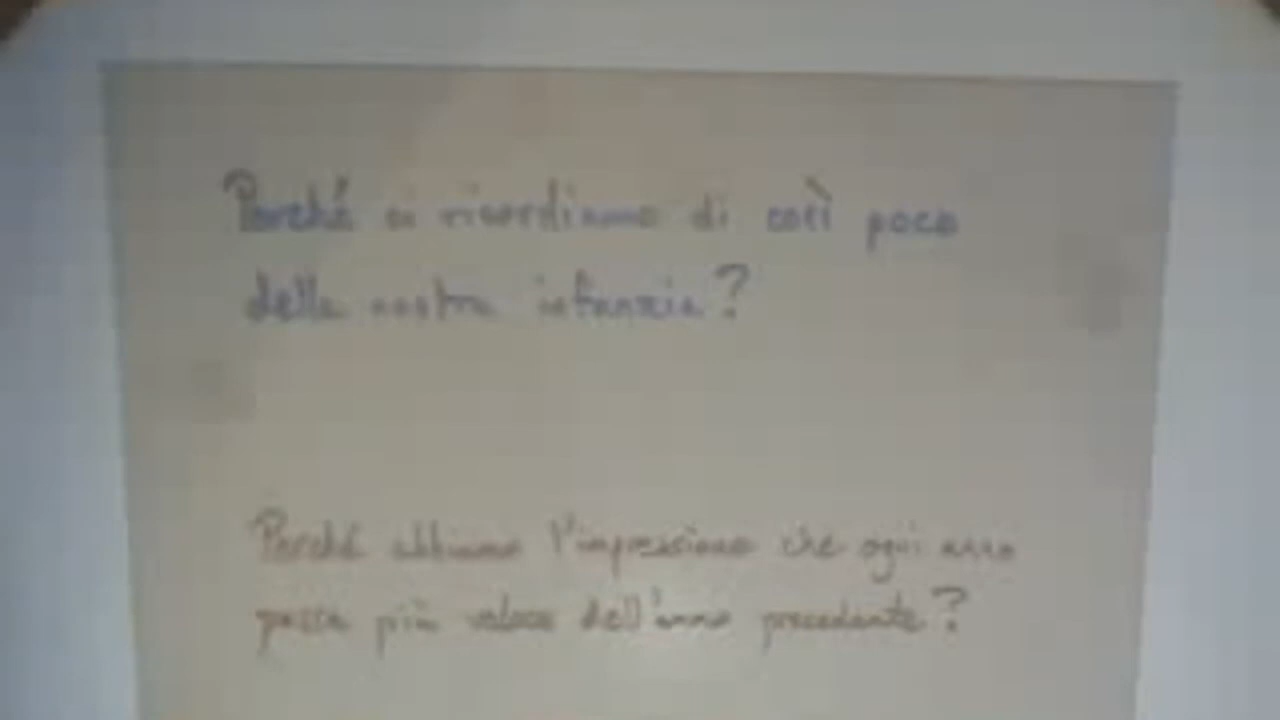 Perché ci ricordiamo di così poco
della nostra infanzia?
Perché abbiamo l'impressione che ogni anno
passa più veloce dell'anno precedente?